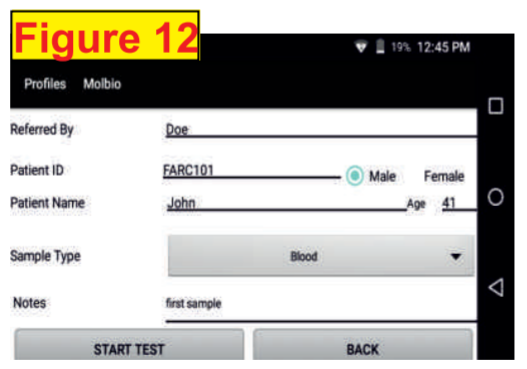 Figure 12
19% 12:45 PM
Profiles Molbio
Referred By Doe
Patient ID FARC101 Male Female
Patient Name John Age 41
Sample Type Blood
Notes first sample
START TEST BACK